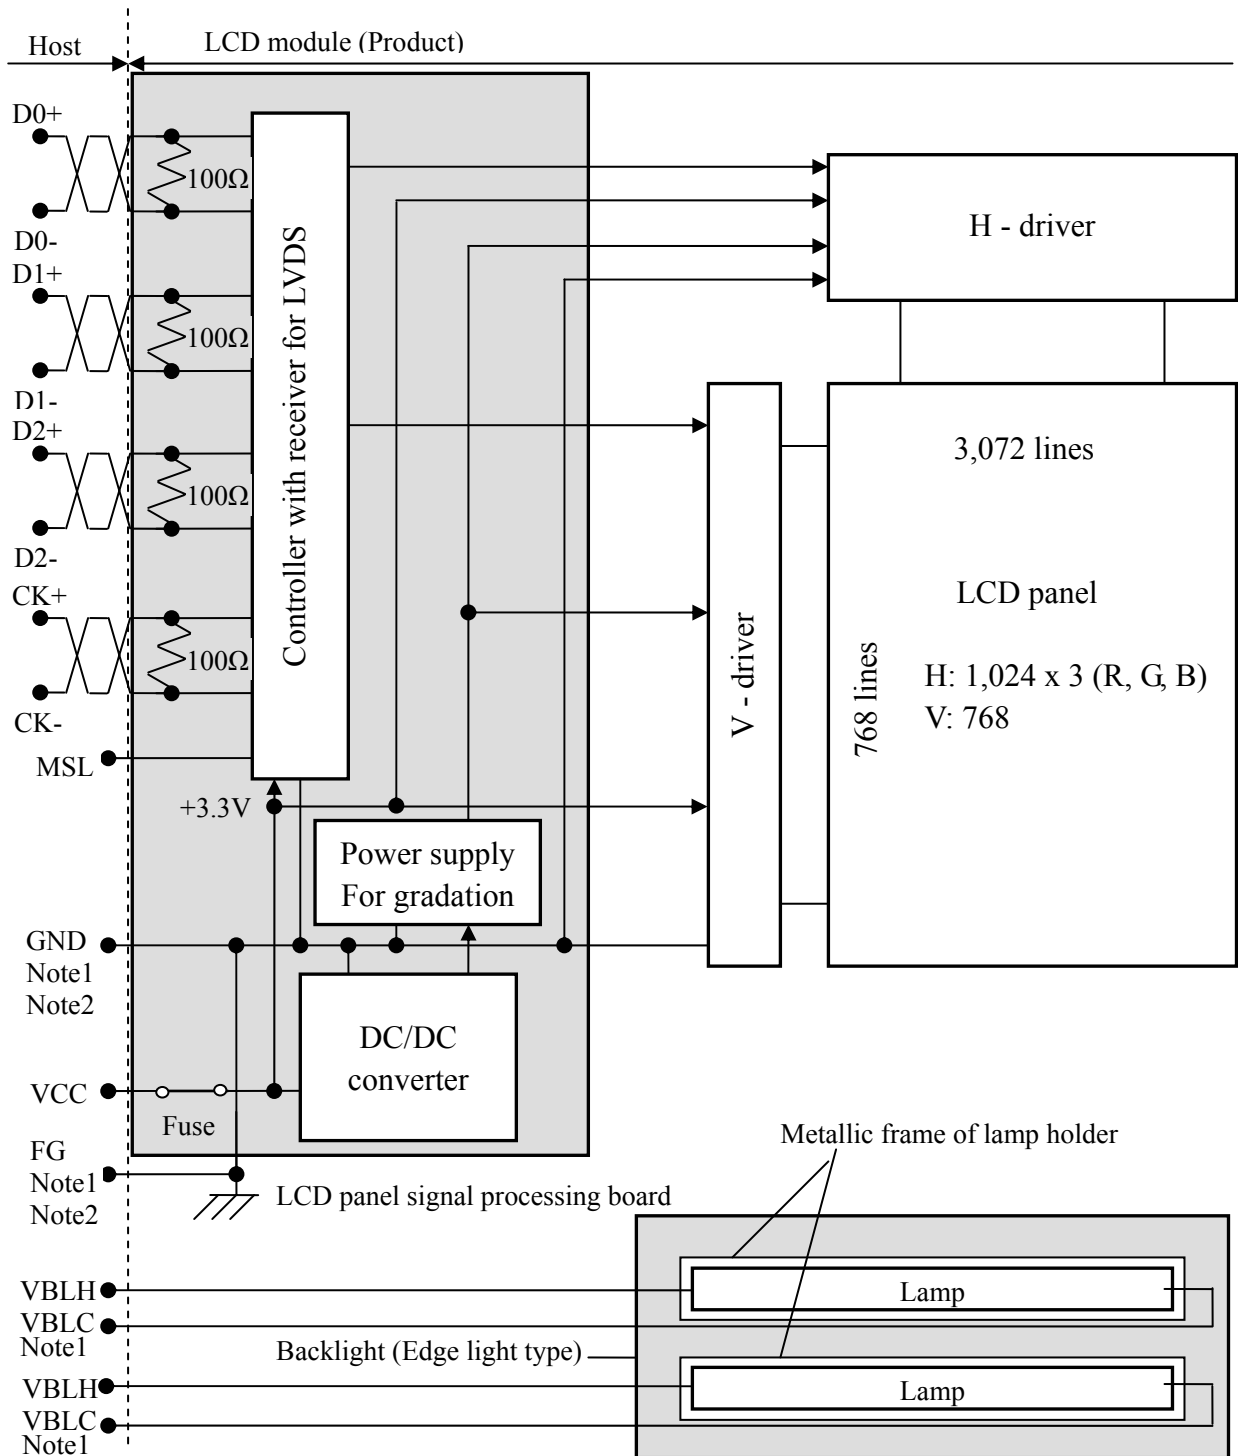 Host
LCD module (Product)
D0+
100Ω
D0-
D1+
100Ω
D1-
D2+
100Ω
D2-
CK+
100Ω
CK-
MSL
Controller with receiver for LVDS
H - driver
V - driver
3,072 lines
768 lines
LCD panel
H: 1,024 x 3 (R, G, B)
V: 768
+3.3V
Power supply
For gradation
GND
Note1
Note2
DC/DC
converter
VCC
Fuse
FG
Note1
Note2
LCD panel signal processing board
Metallic frame of lamp holder
VBLH
Lamp
VBLC
Note1
Backlight (Edge light type)
VBLH
Lamp
VBLC
Note1